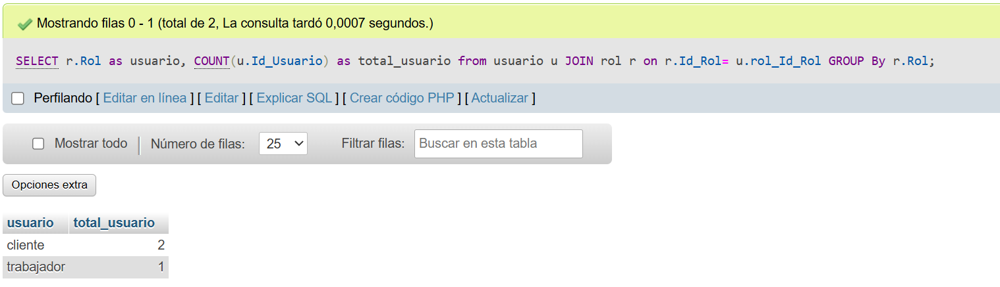 Mostrando filas 0 - 1 (total de 2, La consulta tardó 0,0007 segundos.)
SELECT r.Rol as usuario, COUNT(u.Id_Usuario) as total_usuario from usuario u JOIN rol r on r.Id_Rol= u.rol_Id_Rol GROUP By r.Rol;
Perfilando [ Editar en línea ] [ Editar ] [ Explicar SQL ] [ Crear código PHP ] [ Actualizar ]
Mostrar todo | Número de filas: 25 Filtrar filas: Buscar en esta tabla
Opciones extra
usuario total_usuario
cliente 2
trabajador 1